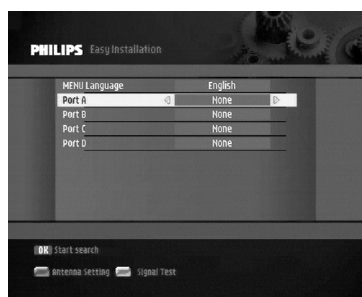 PHILIPS Easy Installation
MENU Language English
Port A None
Port B None
Port C None
Port D None
OK Start search
Antenna Setting Signal Test